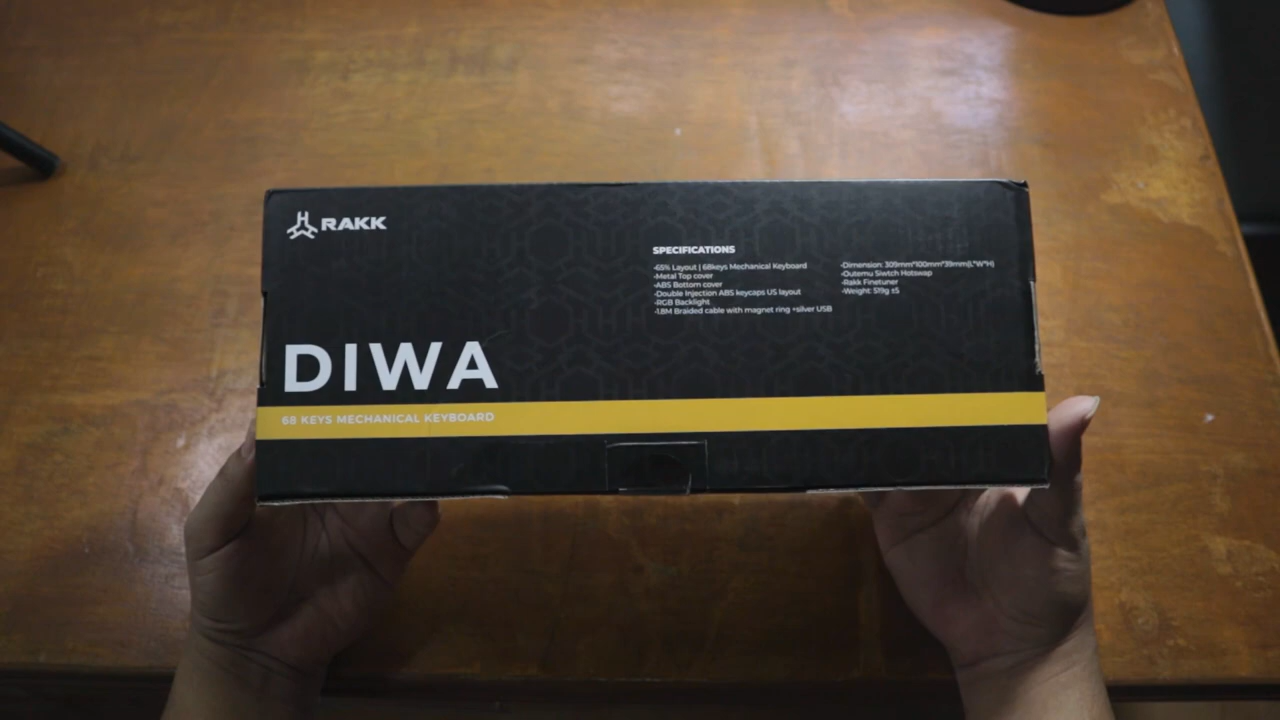 RAKK
SPECIFICATIONS
-65% Layout | 68keys Mechanical Keyboard
-Metal Top cover
-ABS Bottom cover
-Double Injection ABS keycaps US layout
-RGB Backlight
-1.8M Braided cable with magnet ring +silver USB
-Dimension: 309mm*100mm*39mm(L*W*H)
-Outemu Siwtch Hotswap
-Rakk Finetuner
-Weight: 519g ±5
DIWA
68 KEYS MECHANICAL KEYBOARD